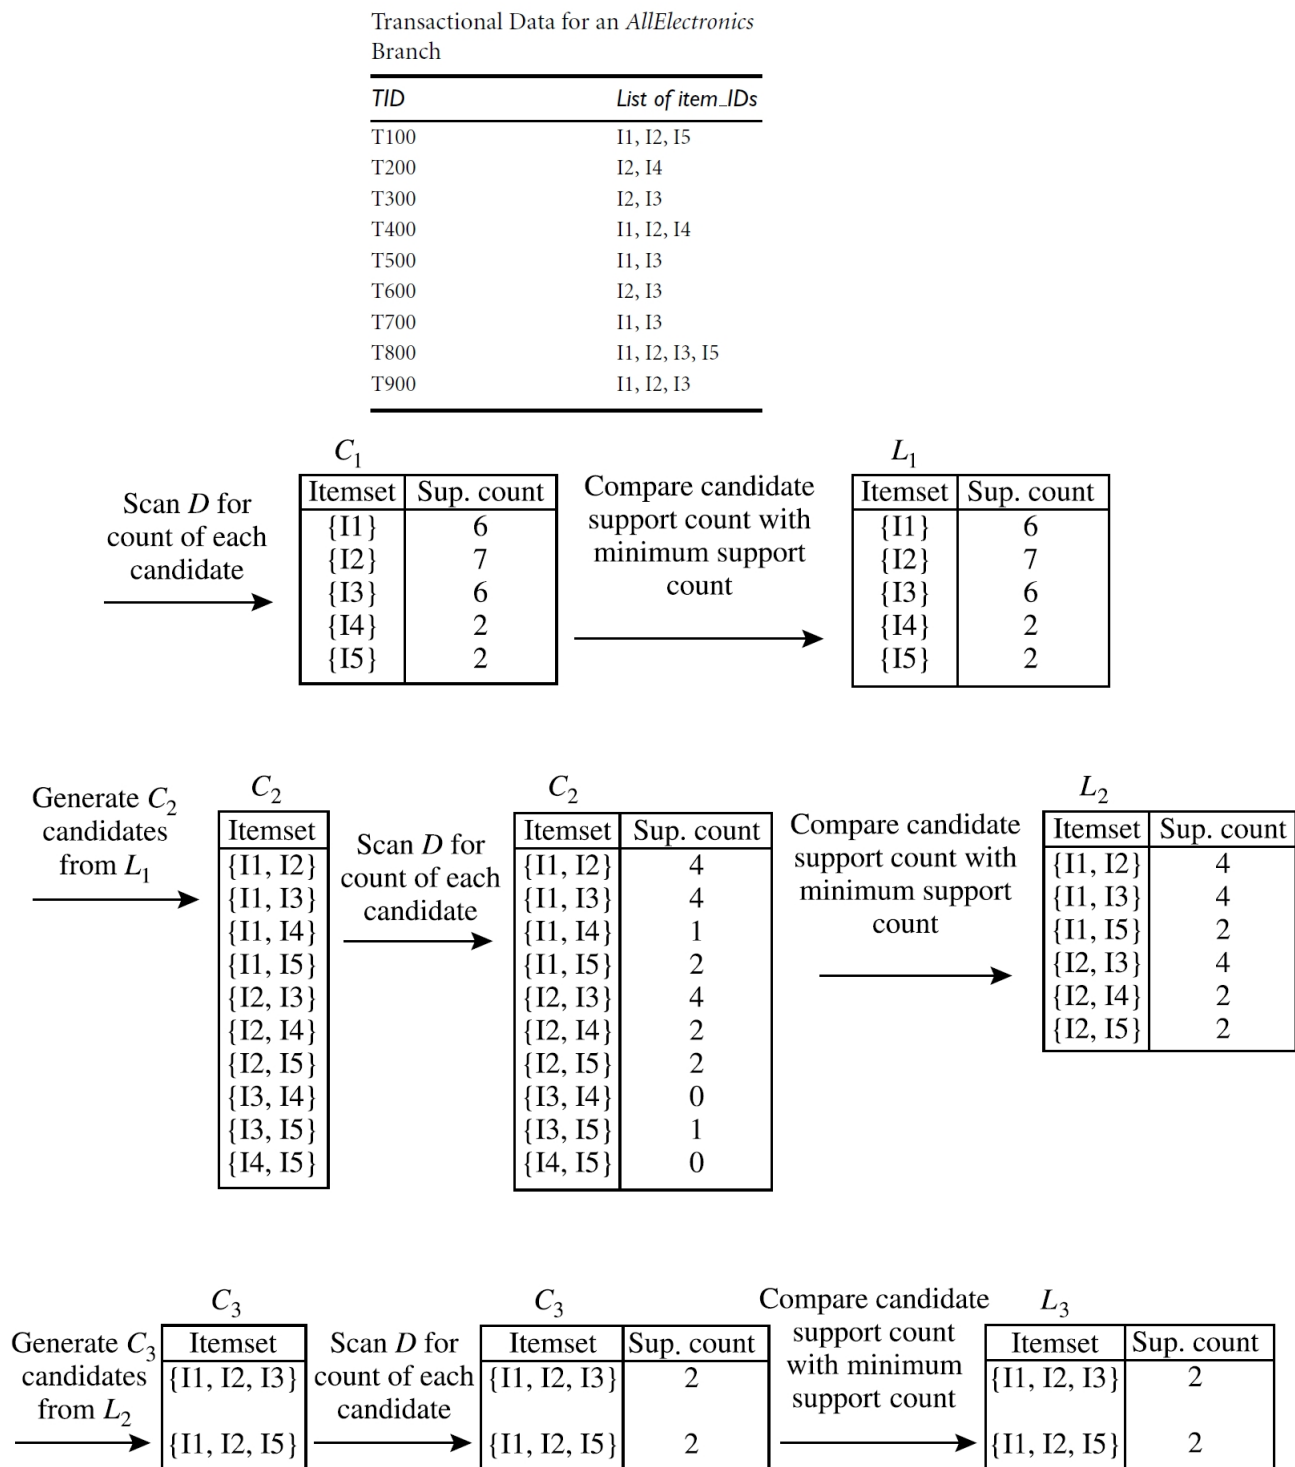 Transactional Data for an AllElectronics
Branch
TID List of item_IDs
T100 I1, I2, I5
T200 I2, I4
T300 I2, I3
T400 I1, I2, I4
T500 I1, I3
T600 I2, I3
T700 I1, I3
T800 I1, I2, I3, I5
T900 I1, I2, I3
Scan D for
count of each
candidate
C1
Itemset Sup. count
{I1} 6
{I2} 7
{I3} 6
{I4} 2
{I5} 2
Compare candidate
support count with
minimum support
count
L1
Itemset Sup. count
{I1} 6
{I2} 7
{I3} 6
{I4} 2
{I5} 2
Generate C2
candidates
from L1
C2
Itemset
{I1, I2}
{I1, I3}
{I1, I4}
{I1, I5}
{I2, I3}
{I2, I4}
{I2, I5}
{I3, I4}
{I3, I5}
{I4, I5}
Scan D for
count of each
candidate
C2
Itemset Sup. count
{I1, I2} 4
{I1, I3} 4
{I1, I4} 1
{I1, I5} 2
{I2, I3} 4
{I2, I4} 2
{I2, I5} 2
{I3, I4} 0
{I3, I5} 1
{I4, I5} 0
Compare candidate
support count with
minimum support
count
L2
Itemset Sup. count
{I1, I2} 4
{I1, I3} 4
{I1, I5} 2
{I2, I3} 4
{I2, I4} 2
{I2, I5} 2
Generate C3
candidates
from L2
C3
Itemset
{I1, I2, I3}
{I1, I2, I5}
Scan D for
count of each
candidate
C3
Itemset Sup. count
{I1, I2, I3} 2
{I1, I2, I5} 2
Compare candidate
support count
with minimum
support count
L3
Itemset Sup. count
{I1, I2, I3} 2
{I1, I2, I5} 2